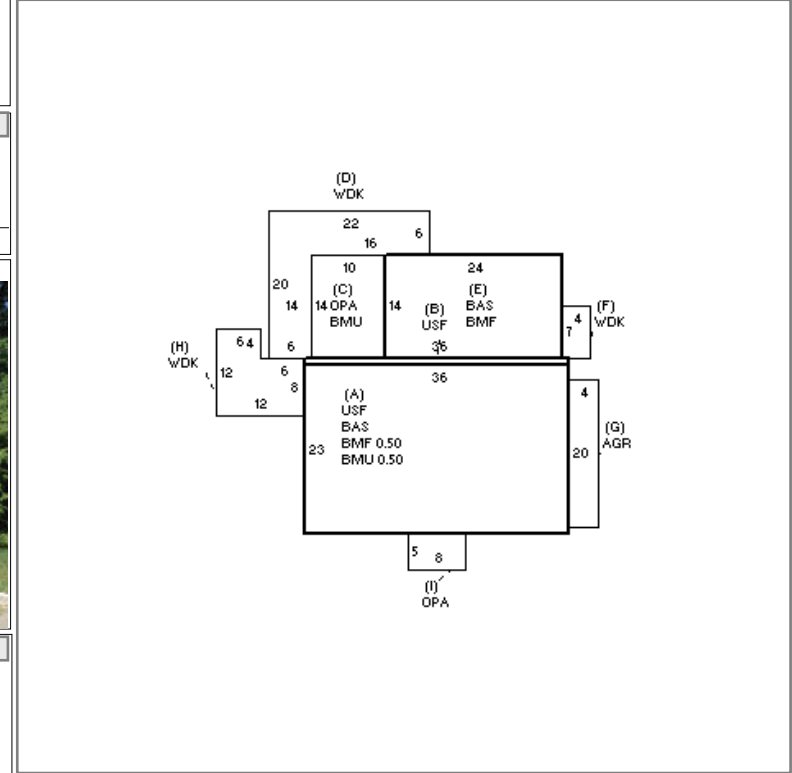 (D)
WDK
22
6
16
10
24
20
(C)
(E)
14
14 OPA
14
(B)
BAS
BMU
USF
BMF
(F)
4
WDK
7
6
36
(H)
WDK
6 4
12
6
8
12
36
(A)
USF
BAS
BMF 0.50
BMU 0.50
23
4
(G)
AGR
20
5
8
(I)
OPA